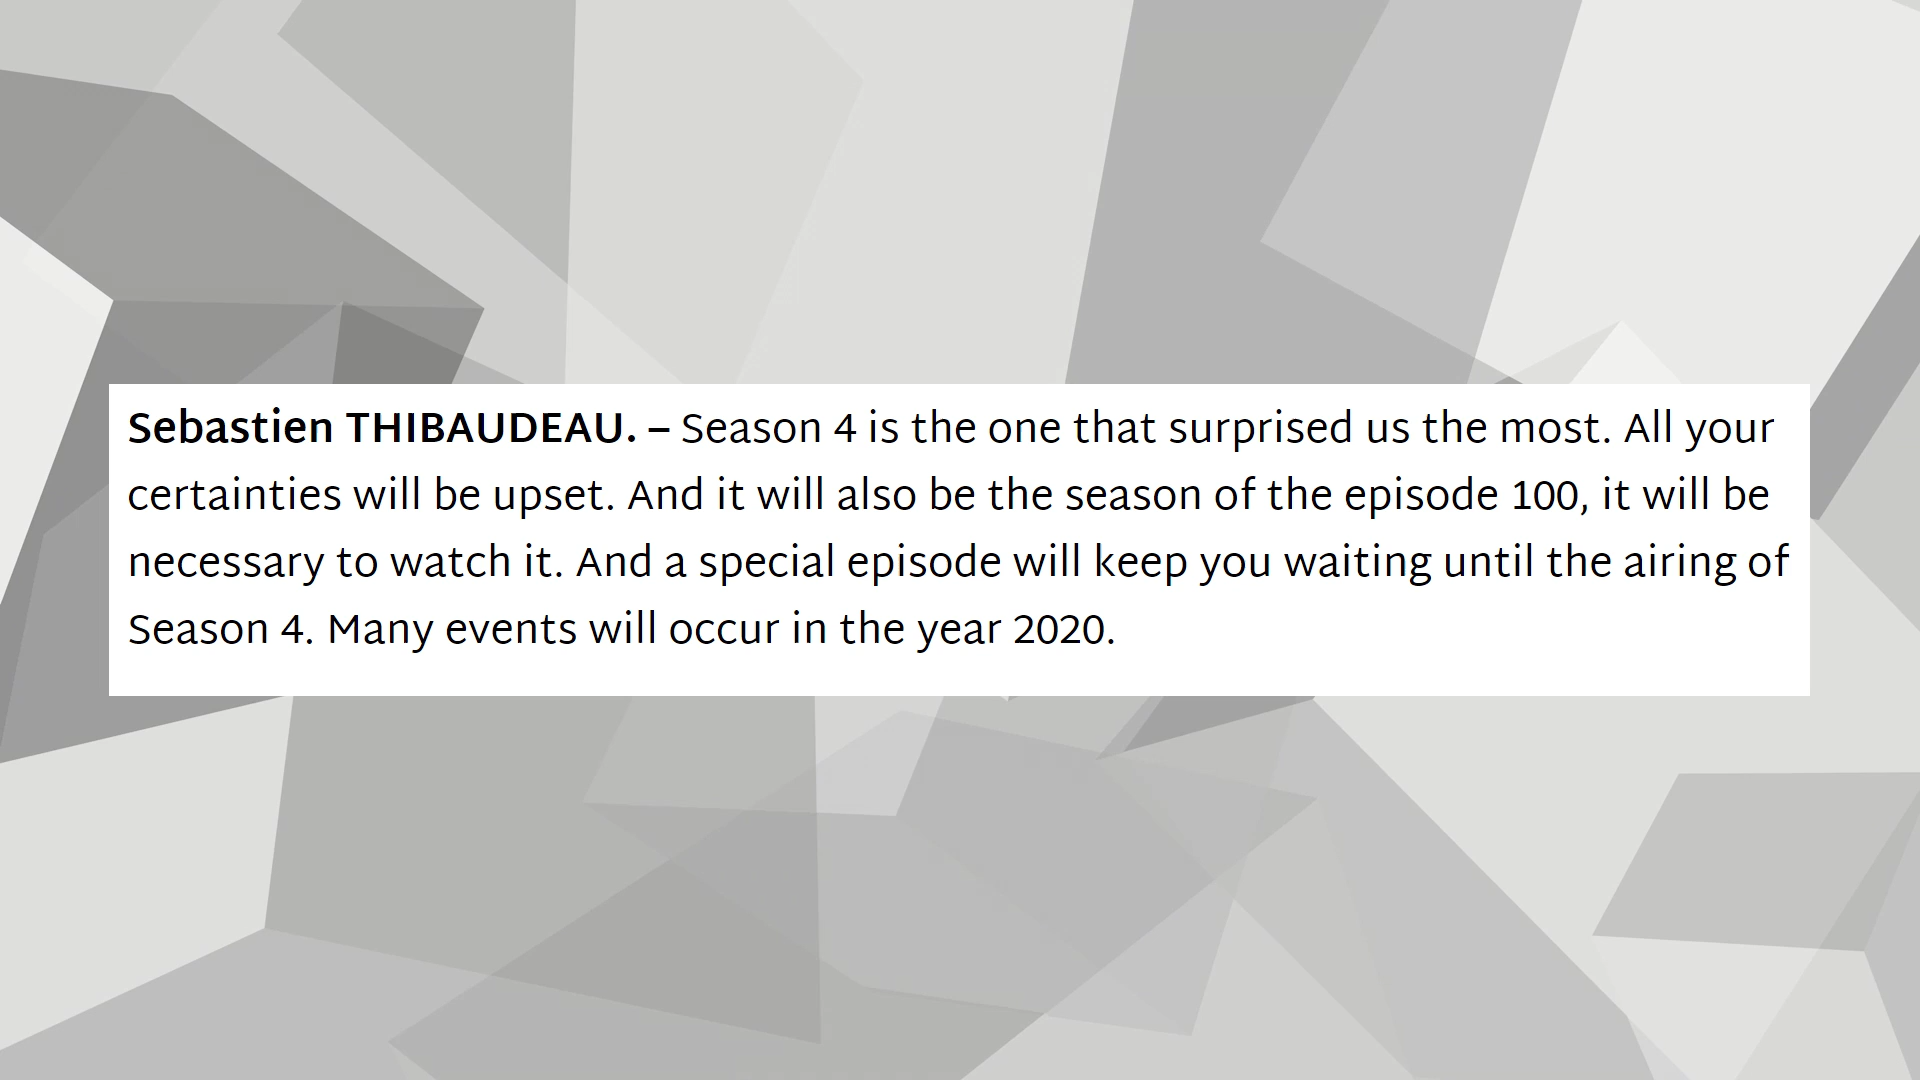 Sebastien THIBAUDEAU. – Season 4 is the one that surprised us the most. All your
certainties will be upset. And it will also be the season of the episode 100, it will be
necessary to watch it. And a special episode will keep you waiting until the airing of
Season 4. Many events will occur in the year 2020.